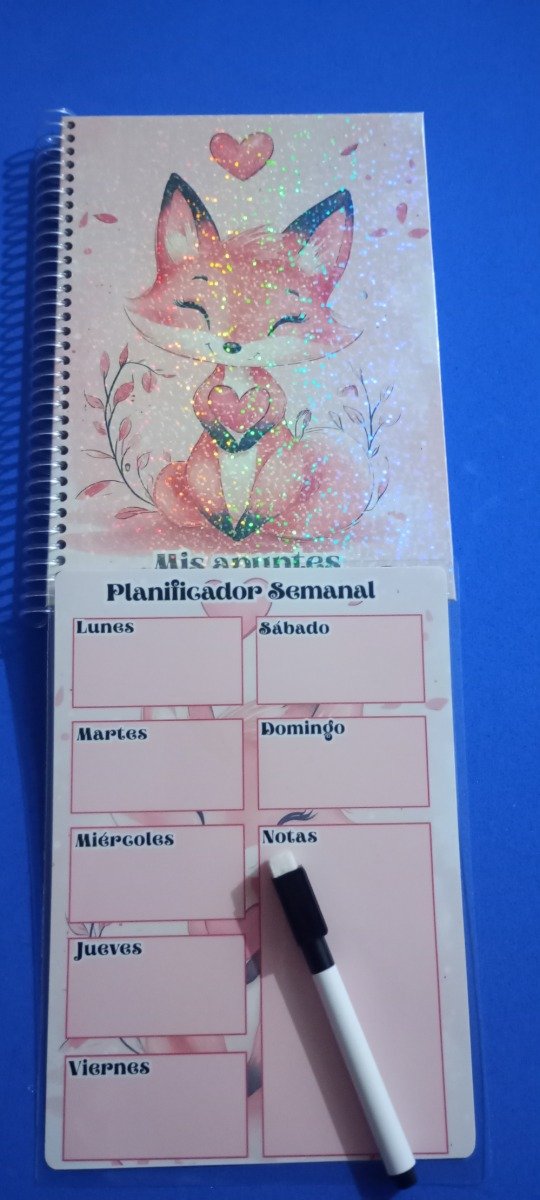 Mis apuntes
Planificador Semanal
Lunes
Martes
Miércoles
Jueves
Viernes
Sábado
Domingo
Notas